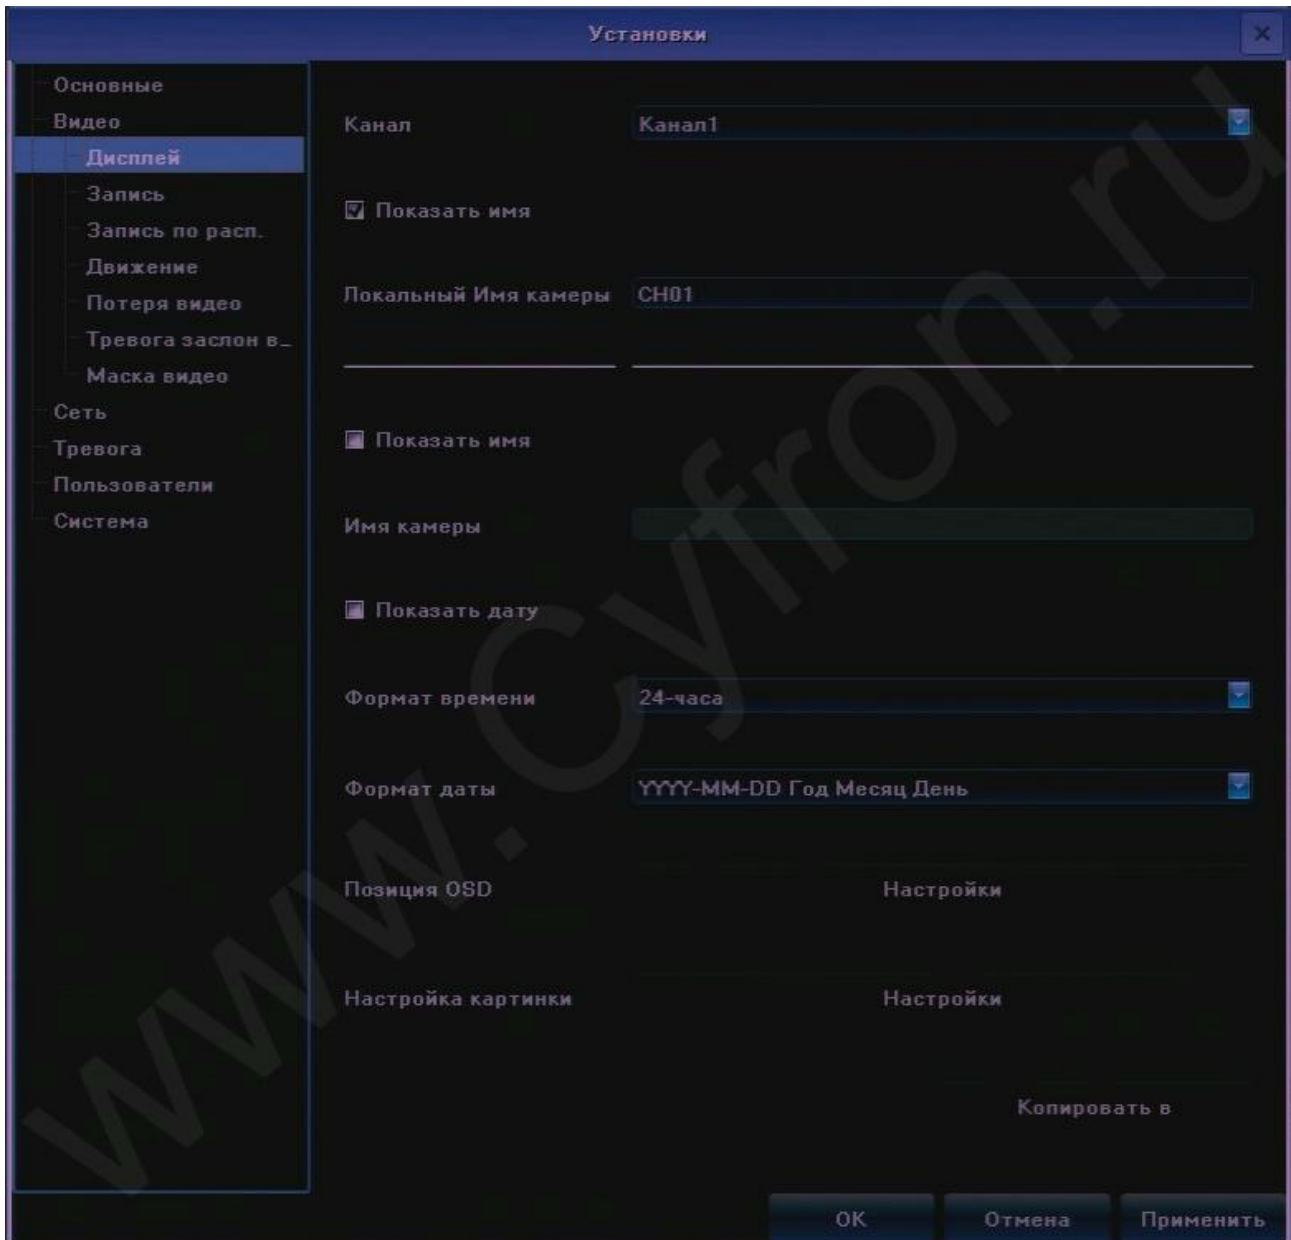 Установки
Основные
Видео
Дисплей
Запись
Запись по расп.
Движение
Потеря видео
Тревога заслон в…
Маска видео
Сеть
Тревога
Пользователи
Система
Канал Канал1
Показать имя
Локальный Имя камеры CH01
Показать имя
Имя камеры
Показать дату
Формат времени 24-часа
Формат даты YYYY-MM-DD Год Месяц День
Позиция OSD Настройки
Настройка картинки Настройки
Копировать в
OK Отмена Применить
www.Cyfron.ru